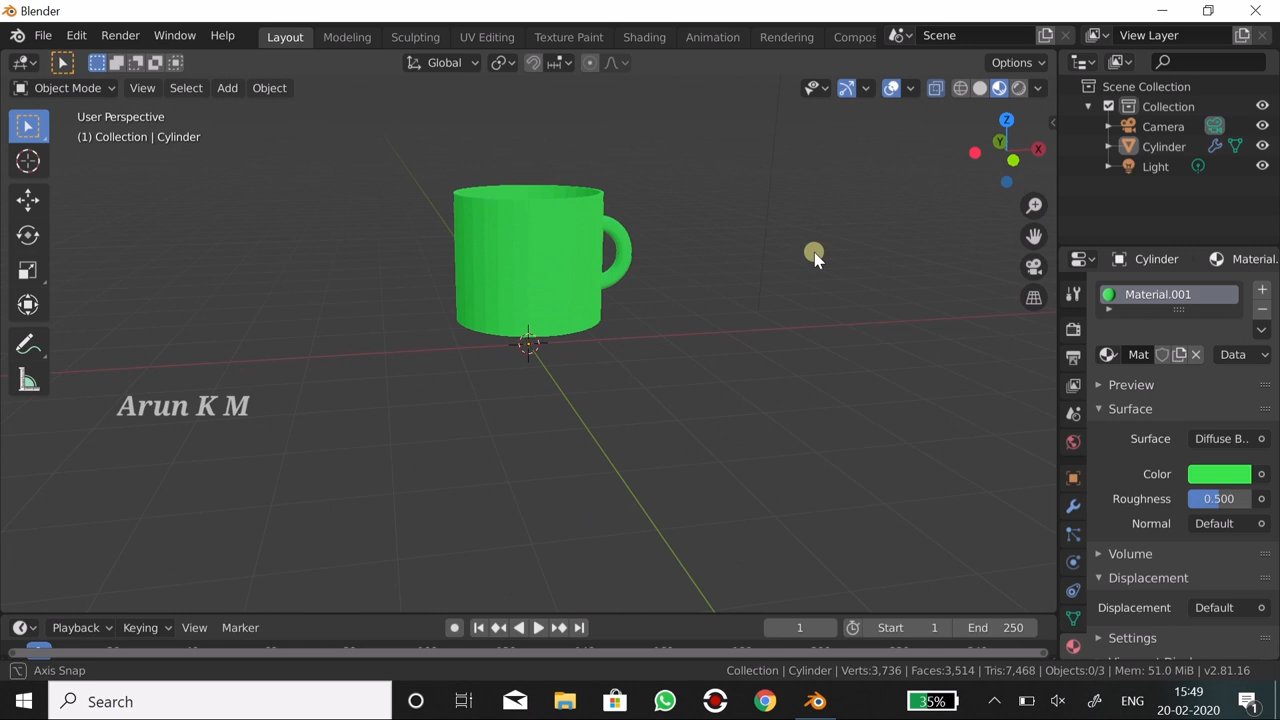 Blender
File Edit Render Window Help Layout Modeling Sculpting UV Editing Texture Paint Shading Animation Rendering Compos Scene View Layer
Global Options
Object Mode View Select Add Object
User Perspective
(1) Collection | Cylinder
Z
Y
X
Scene Collection
Collection
Camera
Cylinder
Light
Cylinder Material.
Material.001
Mat Data
Preview
Surface
Surface Diffuse B..
Color
Roughness 0.500
Normal Default
Volume
Displacement
Displacement Default
Settings
Arun K M
Playback Keying View Marker 1 Start 1 End 250
Axis Snap Collection | Cylinder | Verts:3,736 | Faces:3,514 | Tris:7,468 | Objects:0/3 | Mem: 51.0 MiB | v2.81.16
Search 35% ENG 15:49
20-02-2020 1